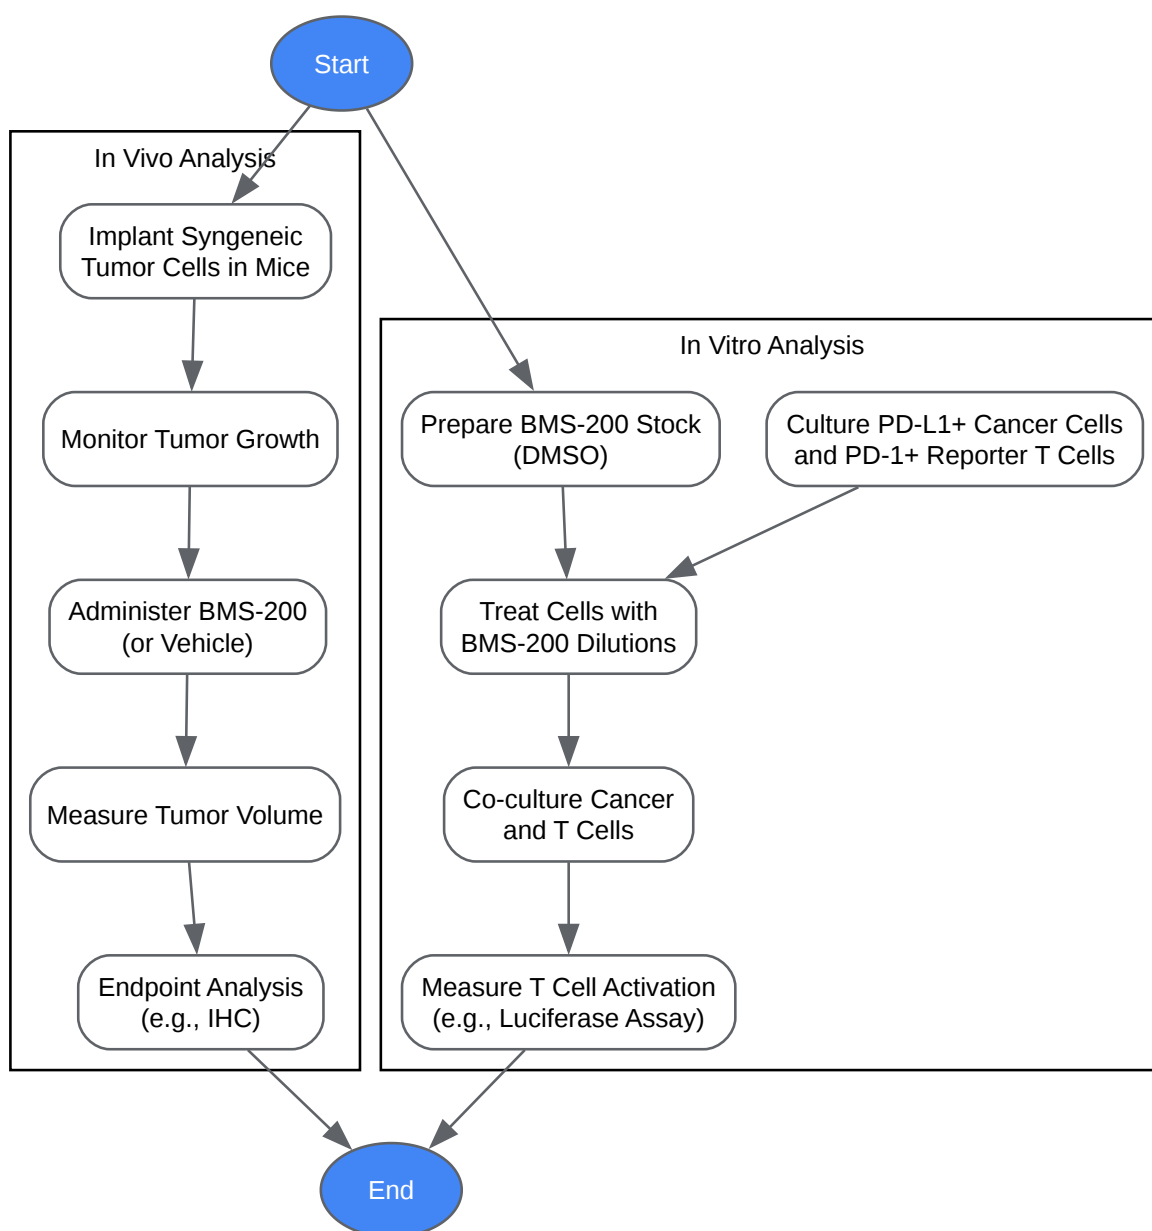 Start
In Vivo Analysis
Implant Syngeneic
Tumor Cells in Mice
Monitor Tumor Growth
Administer BMS-200
(or Vehicle)
Measure Tumor Volume
Endpoint Analysis
(e.g., IHC)
In Vitro Analysis
Prepare BMS-200 Stock
(DMSO)
Culture PD-L1+ Cancer Cells
and PD-1+ Reporter T Cells
Treat Cells with
BMS-200 Dilutions
Co-culture Cancer
and T Cells
Measure T Cell Activation
(e.g., Luciferase Assay)
End